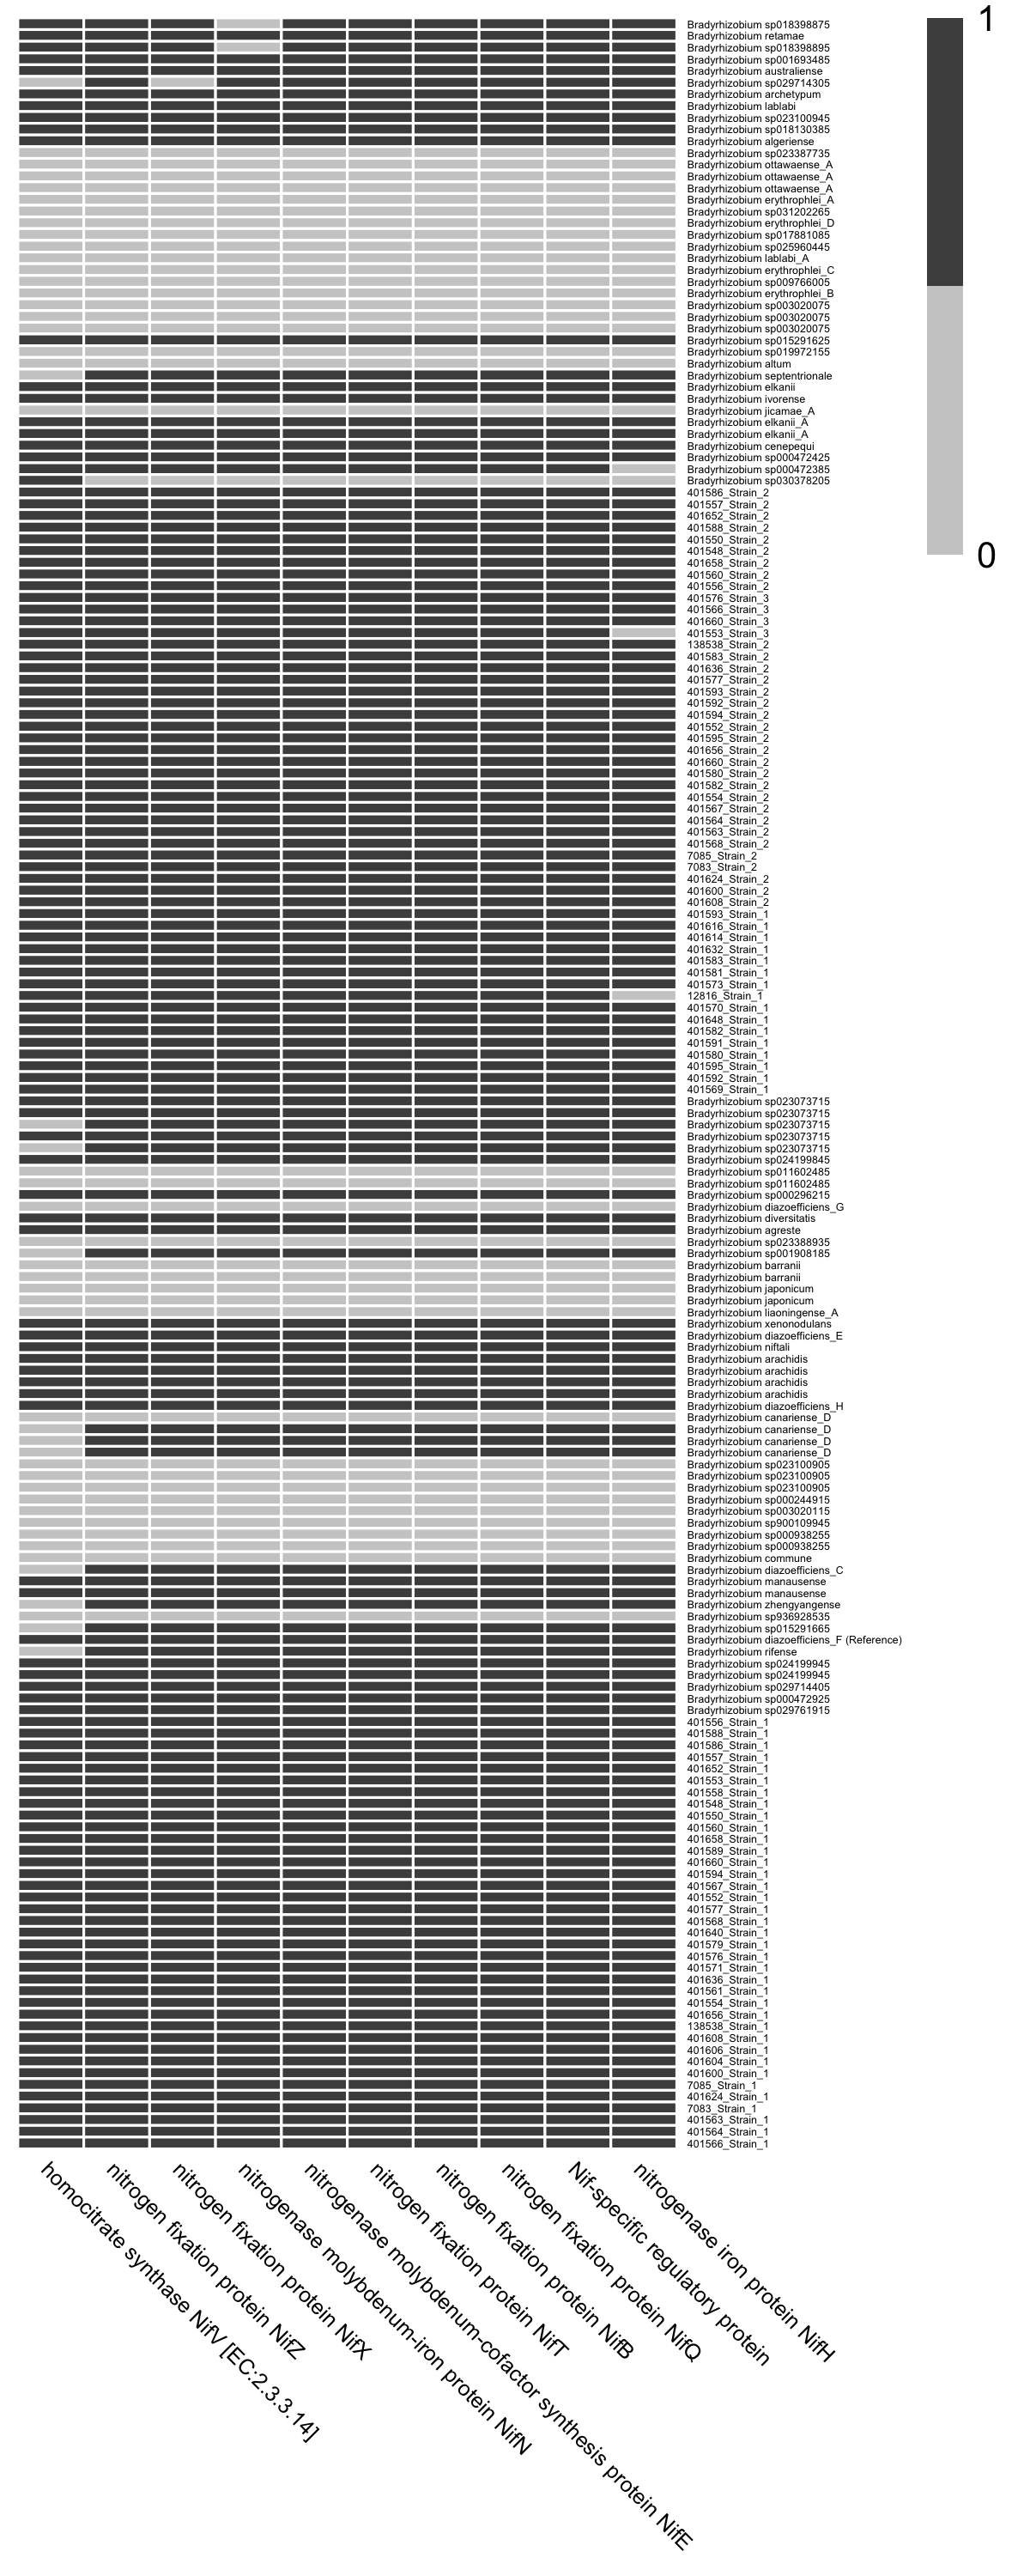 1
0
Bradyrhizobium sp018398875
Bradyrhizobium retamae
Bradyrhizobium sp018398895
Bradyrhizobium sp001693485
Bradyrhizobium australiense
Bradyrhizobium sp029714305
Bradyrhizobium archetypum
Bradyrhizobium lablabi
Bradyrhizobium sp023100945
Bradyrhizobium sp018130385
Bradyrhizobium algeriense
Bradyrhizobium sp023387735
Bradyrhizobium ottawaense_A
Bradyrhizobium ottawaense_A
Bradyrhizobium ottawaense_A
Bradyrhizobium erythrophlei_A
Bradyrhizobium sp031202265
Bradyrhizobium erythrophlei_D
Bradyrhizobium sp017881085
Bradyrhizobium sp025960445
Bradyrhizobium lablabi_A
Bradyrhizobium erythrophlei_C
Bradyrhizobium sp009766005
Bradyrhizobium erythrophlei_B
Bradyrhizobium sp003020075
Bradyrhizobium sp003020075
Bradyrhizobium sp003020075
Bradyrhizobium sp015291625
Bradyrhizobium sp019972155
Bradyrhizobium altum
Bradyrhizobium septentrionale
Bradyrhizobium elkanii
Bradyrhizobium ivorense
Bradyrhizobium jicamae_A
Bradyrhizobium elkanii_A
Bradyrhizobium elkanii_A
Bradyrhizobium cenepequi
Bradyrhizobium sp000472425
Bradyrhizobium sp000472385
Bradyrhizobium sp030378205
401586_Strain_2
401557_Strain_2
401652_Strain_2
401588_Strain_2
401550_Strain_2
401548_Strain_2
401658_Strain_2
401560_Strain_2
401556_Strain_2
401576_Strain_3
401566_Strain_3
401660_Strain_3
401553_Strain_3
138538_Strain_2
401583_Strain_2
401636_Strain_2
401577_Strain_2
401593_Strain_2
401592_Strain_2
401594_Strain_2
401552_Strain_2
401595_Strain_2
401656_Strain_2
401660_Strain_2
401580_Strain_2
401582_Strain_2
401554_Strain_2
401567_Strain_2
401564_Strain_2
401563_Strain_2
401568_Strain_2
7085_Strain_2
7083_Strain_2
401624_Strain_2
401600_Strain_2
401608_Strain_2
401593_Strain_1
401616_Strain_1
401614_Strain_1
401632_Strain_1
401583_Strain_1
401581_Strain_1
401573_Strain_1
12816_Strain_1
401570_Strain_1
401648_Strain_1
401582_Strain_1
401591_Strain_1
401580_Strain_1
401595_Strain_1
401592_Strain_1
401569_Strain_1
Bradyrhizobium sp023073715
Bradyrhizobium sp023073715
Bradyrhizobium sp023073715
Bradyrhizobium sp023073715
Bradyrhizobium sp023073715
Bradyrhizobium sp024199845
Bradyrhizobium sp011602485
Bradyrhizobium sp011602485
Bradyrhizobium sp000296215
Bradyrhizobium diazoefficiens_G
Bradyrhizobium diversitatis
Bradyrhizobium agreste
Bradyrhizobium sp023388935
Bradyrhizobium sp001908185
Bradyrhizobium barranii
Bradyrhizobium barranii
Bradyrhizobium japonicum
Bradyrhizobium japonicum
Bradyrhizobium liaoningense_A
Bradyrhizobium xenonodulans
Bradyrhizobium diazoefficiens_E
Bradyrhizobium niftali
Bradyrhizobium arachidis
Bradyrhizobium arachidis
Bradyrhizobium arachidis
Bradyrhizobium arachidis
Bradyrhizobium diazoefficiens_H
Bradyrhizobium canariense_D
Bradyrhizobium canariense_D
Bradyrhizobium canariense_D
Bradyrhizobium canariense_D
Bradyrhizobium sp023100905
Bradyrhizobium sp023100905
Bradyrhizobium sp023100905
Bradyrhizobium sp000244915
Bradyrhizobium sp003020115
Bradyrhizobium sp900109945
Bradyrhizobium sp000938255
Bradyrhizobium sp000938255
Bradyrhizobium commune
Bradyrhizobium diazoefficiens_C
Bradyrhizobium manausense
Bradyrhizobium manausense
Bradyrhizobium zhengyangense
Bradyrhizobium sp936928535
Bradyrhizobium sp015291665
Bradyrhizobium diazoefficiens_F (Reference)
Bradyrhizobium rifense
Bradyrhizobium sp024199945
Bradyrhizobium sp024199945
Bradyrhizobium sp029714405
Bradyrhizobium sp000472925
Bradyrhizobium sp029761915
401556_Strain_1
401588_Strain_1
401586_Strain_1
401557_Strain_1
401652_Strain_1
401553_Strain_1
401558_Strain_1
401548_Strain_1
401550_Strain_1
401560_Strain_1
401658_Strain_1
401589_Strain_1
401660_Strain_1
401594_Strain_1
401567_Strain_1
401552_Strain_1
401577_Strain_1
401568_Strain_1
401640_Strain_1
401579_Strain_1
401576_Strain_1
401571_Strain_1
401636_Strain_1
401561_Strain_1
401554_Strain_1
401656_Strain_1
138538_Strain_1
401608_Strain_1
401606_Strain_1
401604_Strain_1
401600_Strain_1
7085_Strain_1
401624_Strain_1
7083_Strain_1
401563_Strain_1
401564_Strain_1
401566_Strain_1
homocitrate synthase NifV [EC:2.3.3.14]
nitrogen fixation protein NifZ
nitrogen fixation protein NifX
nitrogenase molybdenum-iron protein NifN
nitrogenase molybdenum-cofactor synthesis protein NifE
nitrogen fixation protein NifT
nitrogen fixation protein NifB
nitrogen fixation protein NifQ
Nif-specific regulatory protein
nitrogenase iron protein NifH